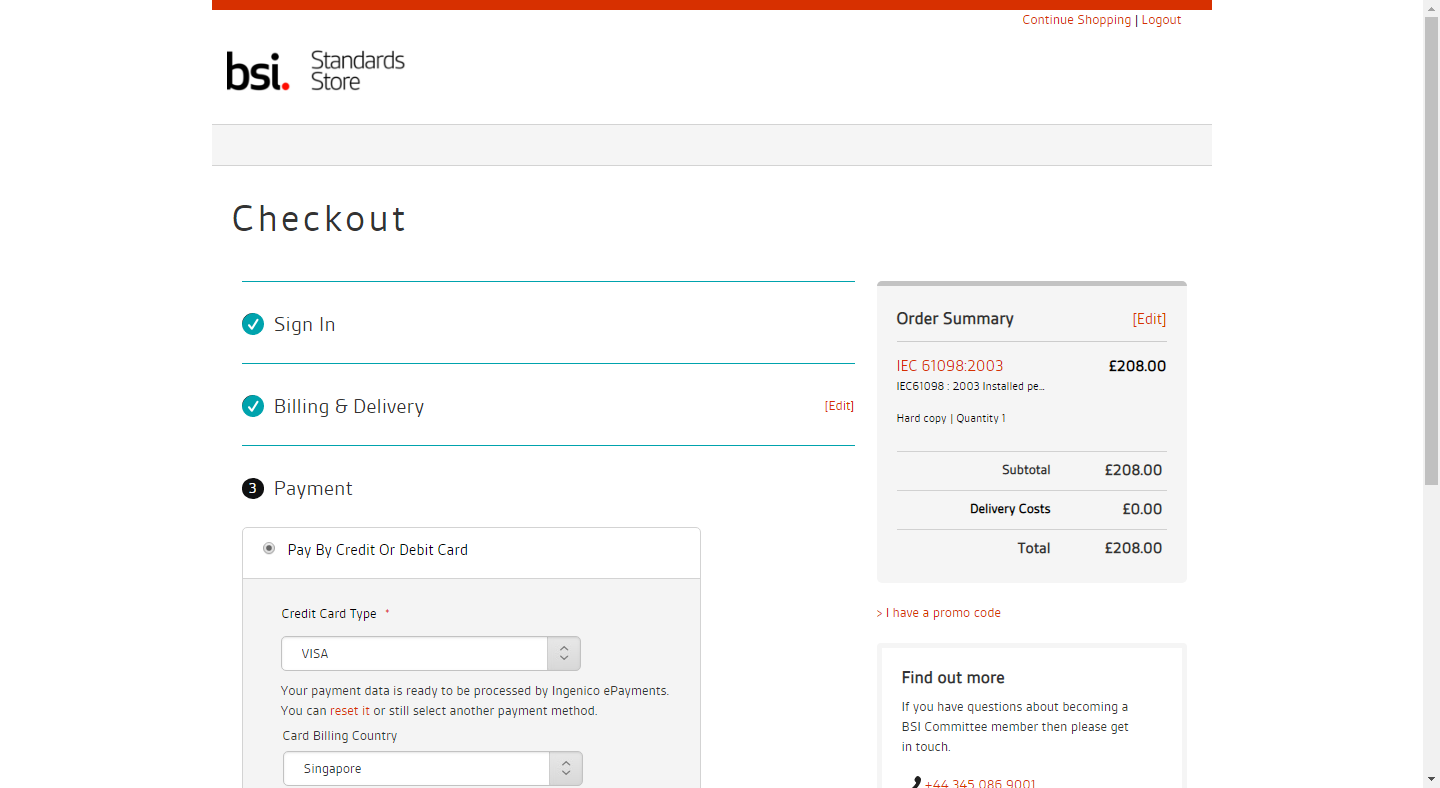 Continue Shopping | Logout
bsi. Standards Store
Checkout
Sign In
Billing & Delivery [Edit]
3 Payment
Pay By Credit Or Debit Card
Credit Card Type *
VISA
Your payment data is ready to be processed by Ingenico ePayments.
You can reset it or still select another payment method.
Card Billing Country
Singapore
Order Summary [Edit]
IEC 61098:2003 £208.00
IEC61098 : 2003 Installed pe...
Hard copy | Quantity 1
Subtotal £208.00
Delivery Costs £0.00
Total £208.00
> I have a promo code
Find out more
If you have questions about becoming a
BSI Committee member then please get
in touch.
+44 345 086 9001